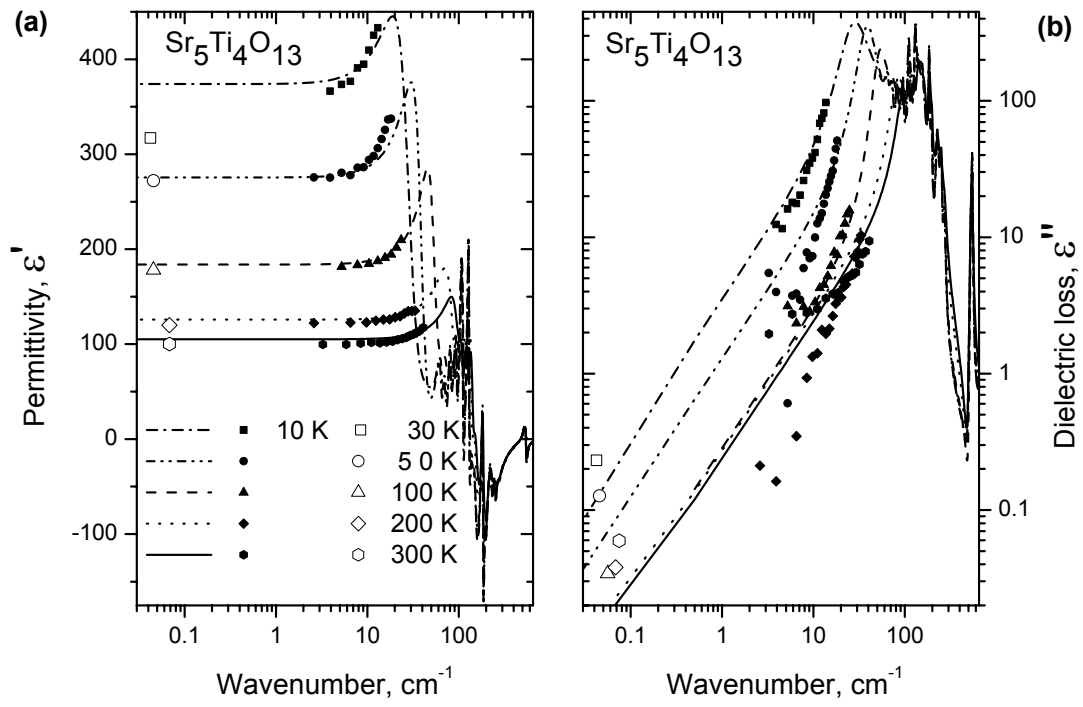 (a)
Sr5Ti4O13
400
300
200
100
0
-100
Permittivity, ε'
10 K 30 K
5 0 K
100 K
200 K
300 K
0.1 1 10 100
Wavenumber, cm-1
(b)
Sr5Ti4O13
100
10
1
0.1
Dielectric loss, ε''
0.1 1 10 100
Wavenumber, cm-1